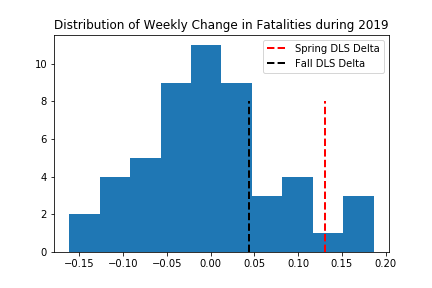 Distribution of Weekly Change in Fatalities during 2019
Spring DLS Delta
Fall DLS Delta
10
8
6
4
2
0
−0.15 −0.10 −0.05 0.00 0.05 0.10 0.15 0.20